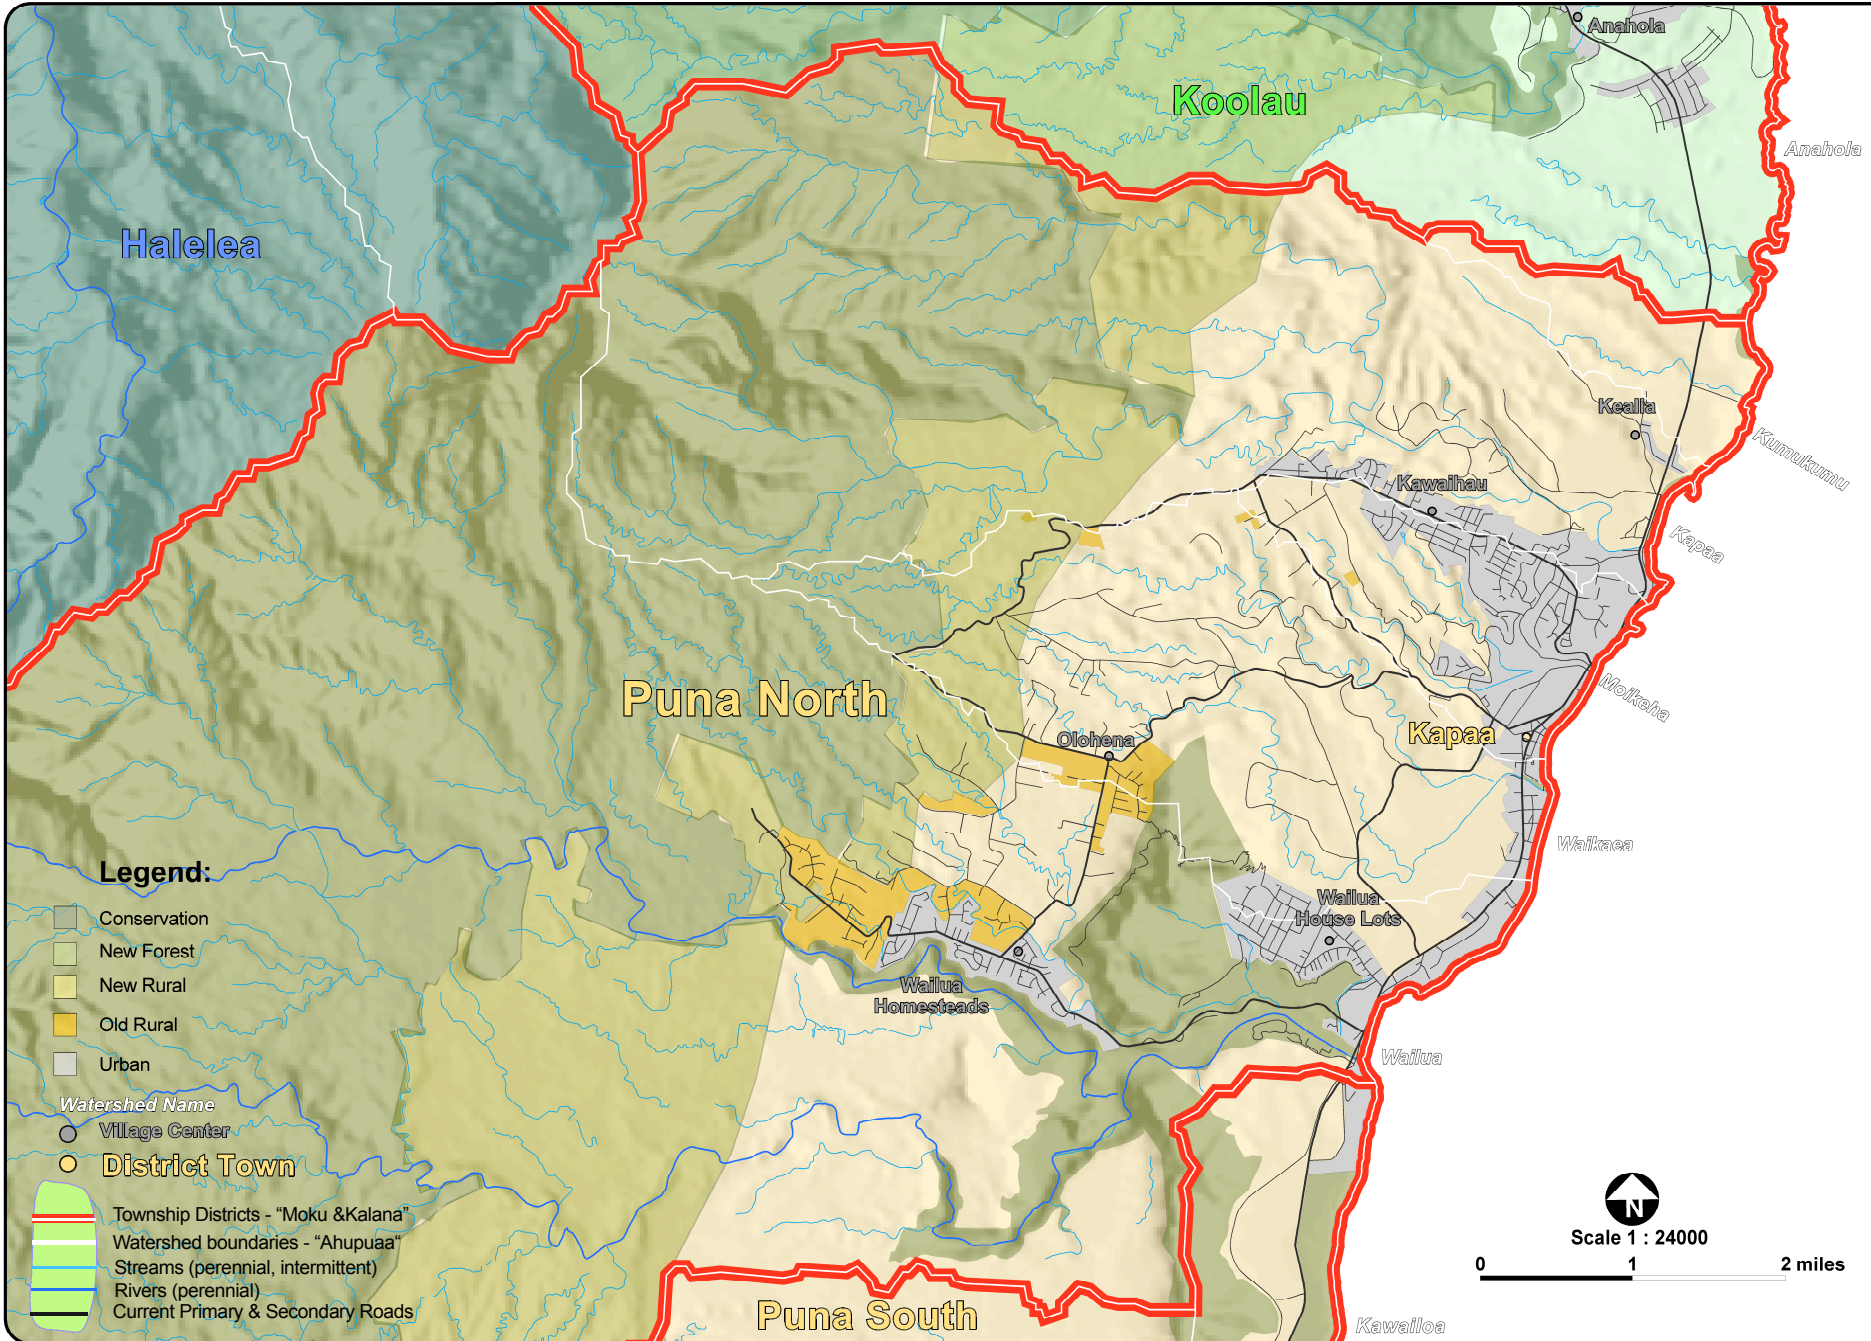 Anahola
Koolau
Anahola
Halelea
Kealia
Kumukumu
Kawaihau
Kapaa
Puna North
Moikeha
Kapaa
Olohena
Waikaea
Wailua
House Lots
Wailua
Homesteads
Wailua
Legend:
Conservation
New Forest
New Rural
Old Rural
Urban
Watershed Name
Village Center
District Town
Township Districts - “Moku &Kalana”
Watershed boundaries - “Ahupuaa“
Streams (perennial, intermittent)
Rivers (perennial)
Current Primary & Secondary Roads
N
Scale 1 : 24000
0 1 2 miles
Puna South
Kawailoa